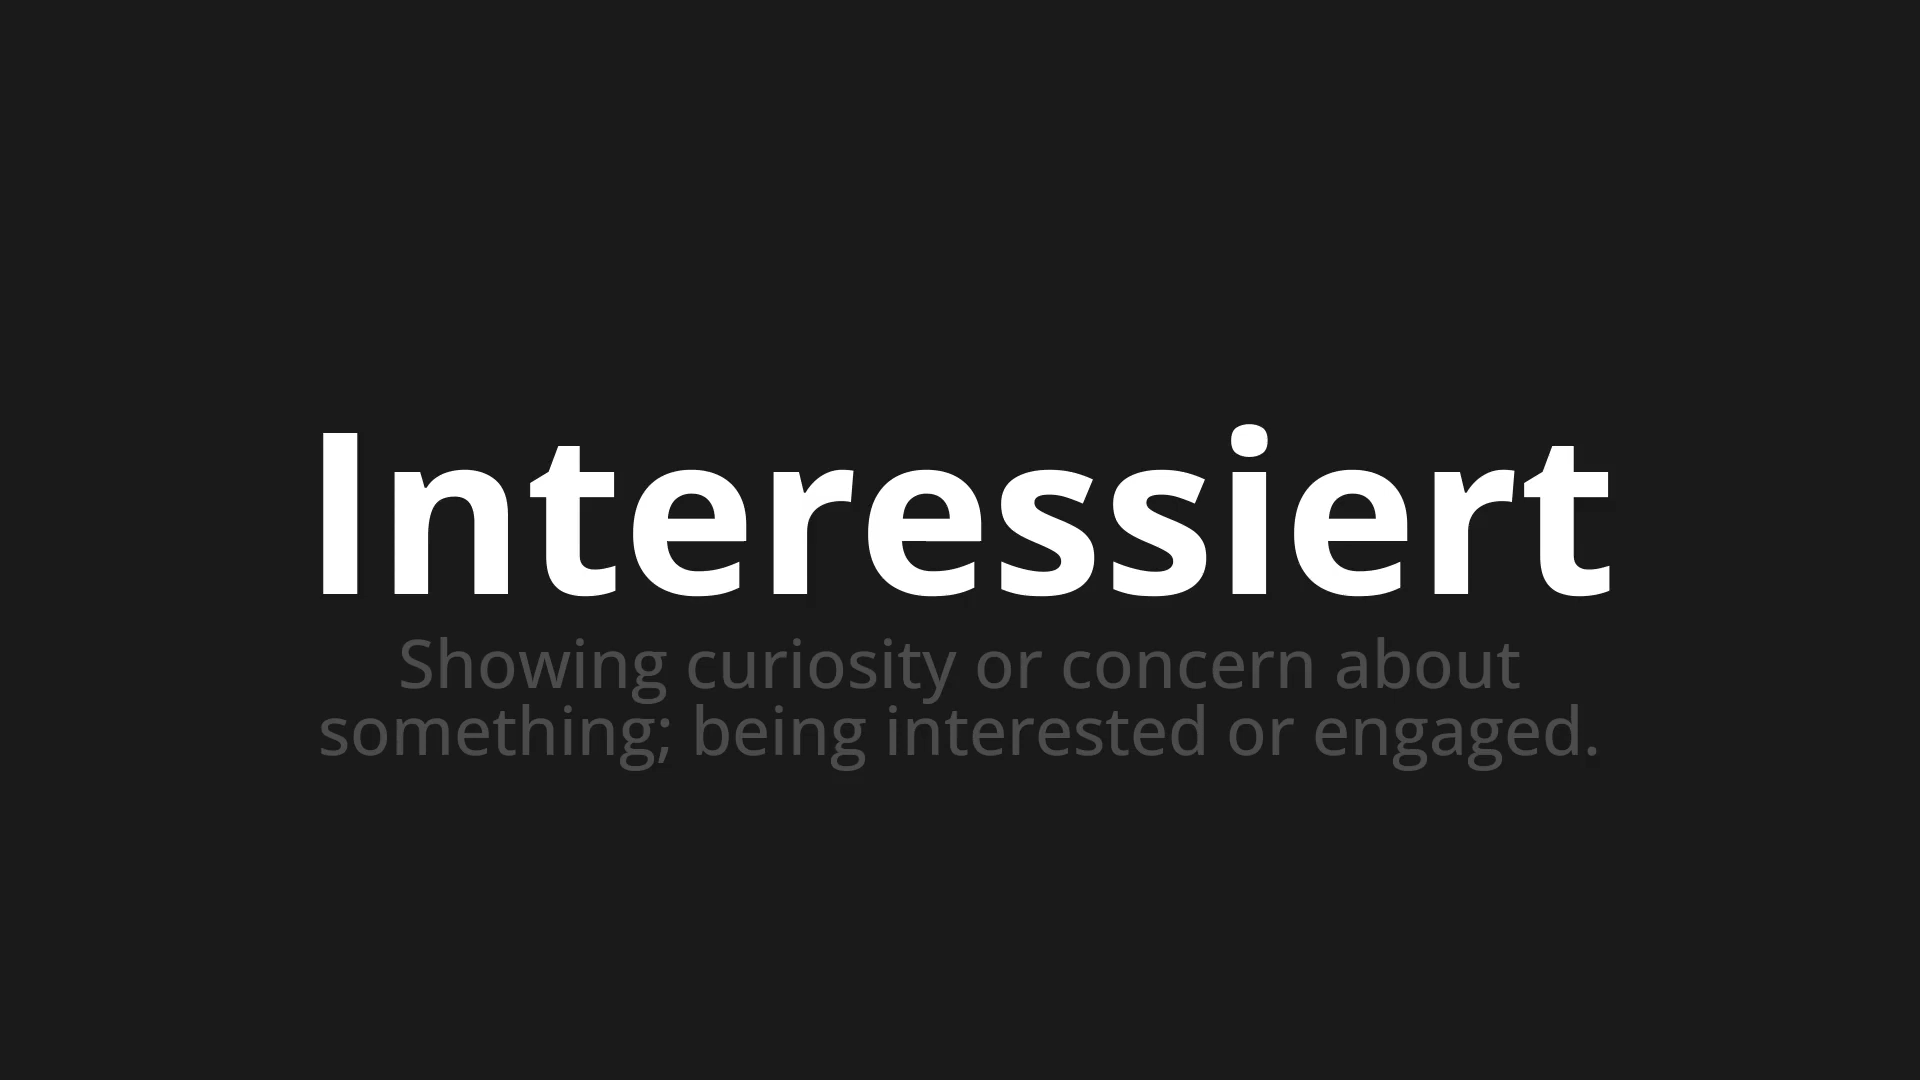 Interessiert
Showing curiosity or concern about
something; being interested or engaged.